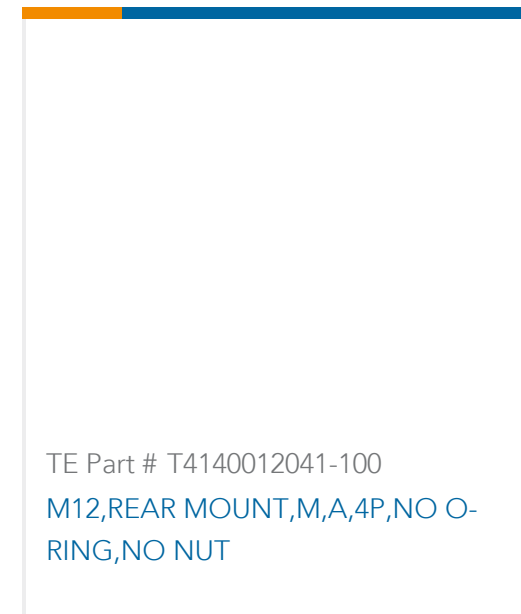 TE Part # T4140012041-100
M12,REAR MOUNT,M,A,4P,NO O-
RING,NO NUT